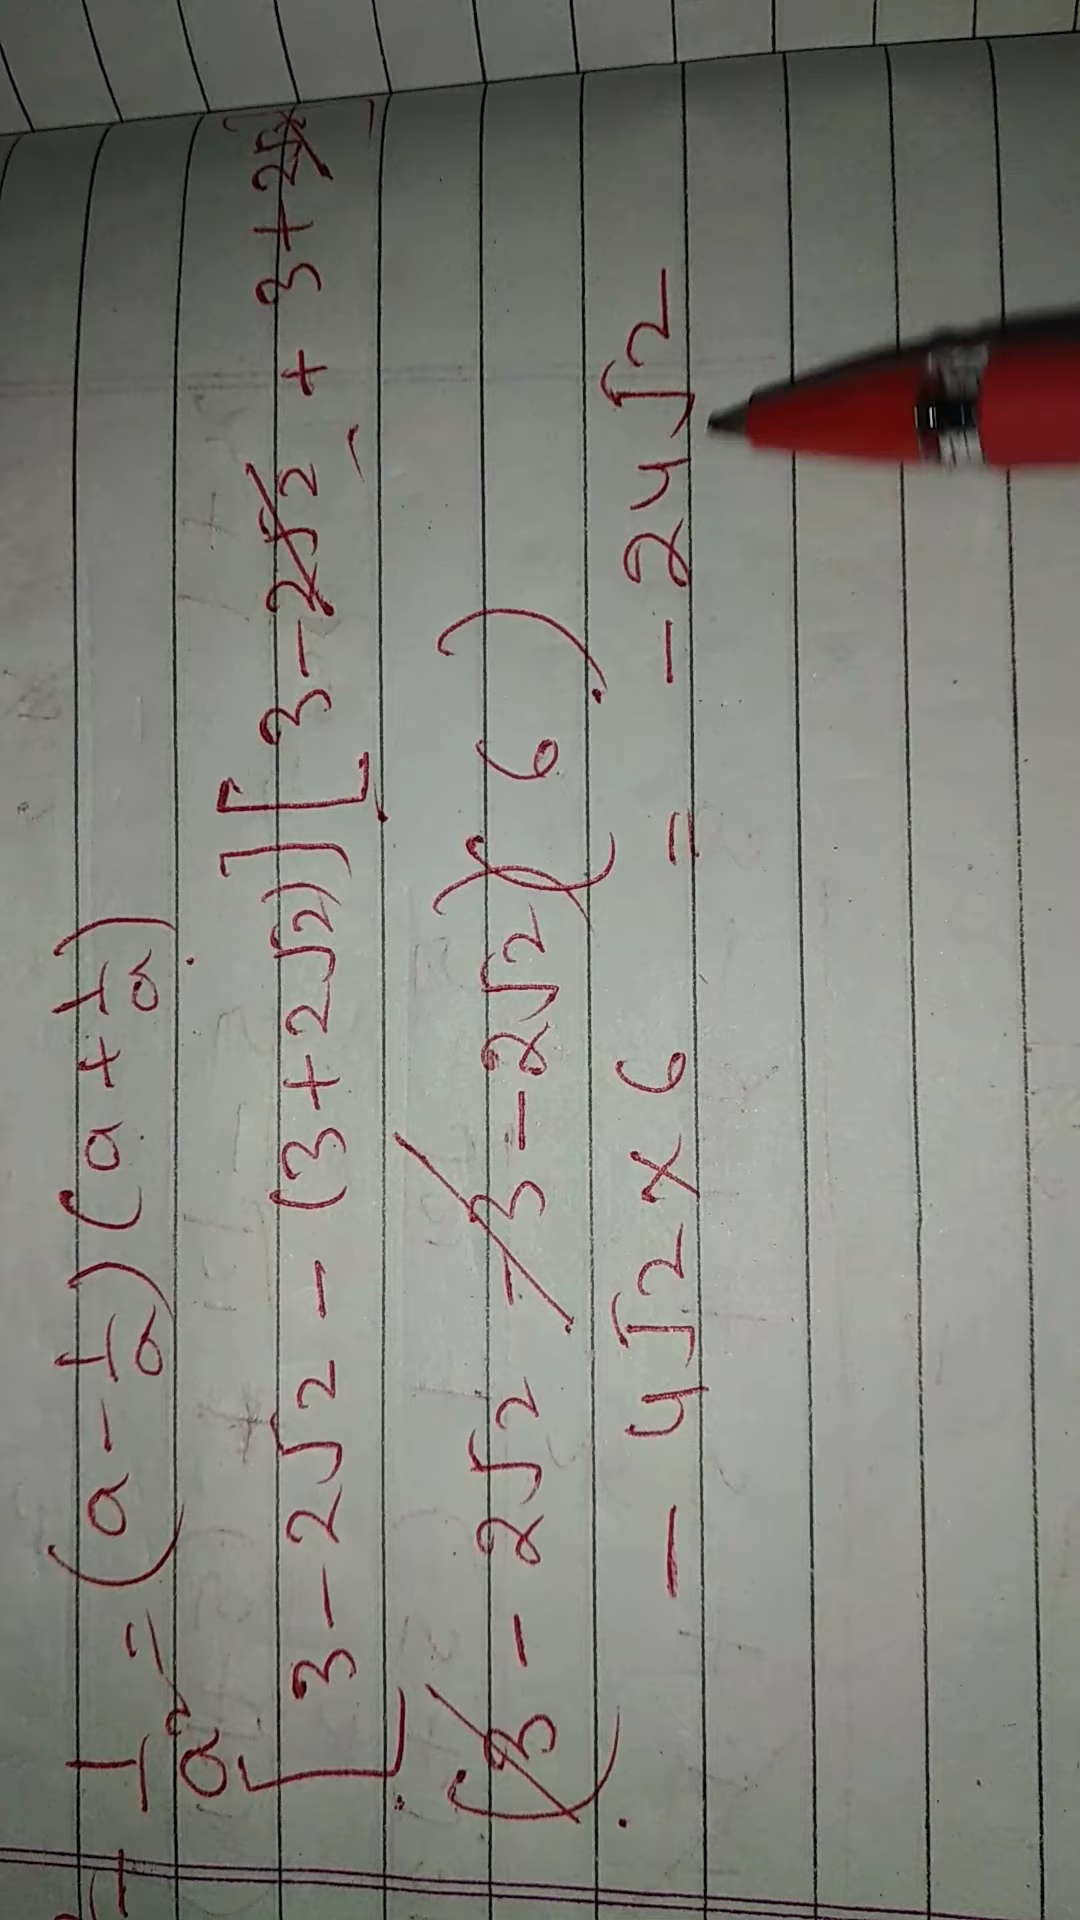 - 1/a² = (a - 1/a)(a + 1/a)
[3 - 2√2 - (3 + 2√2)] [3 - 2√2 + 3 + 2√2]
(3 - 2√2 - 3 - 2√2)(6)
- 4√2 × 6 = - 24√2